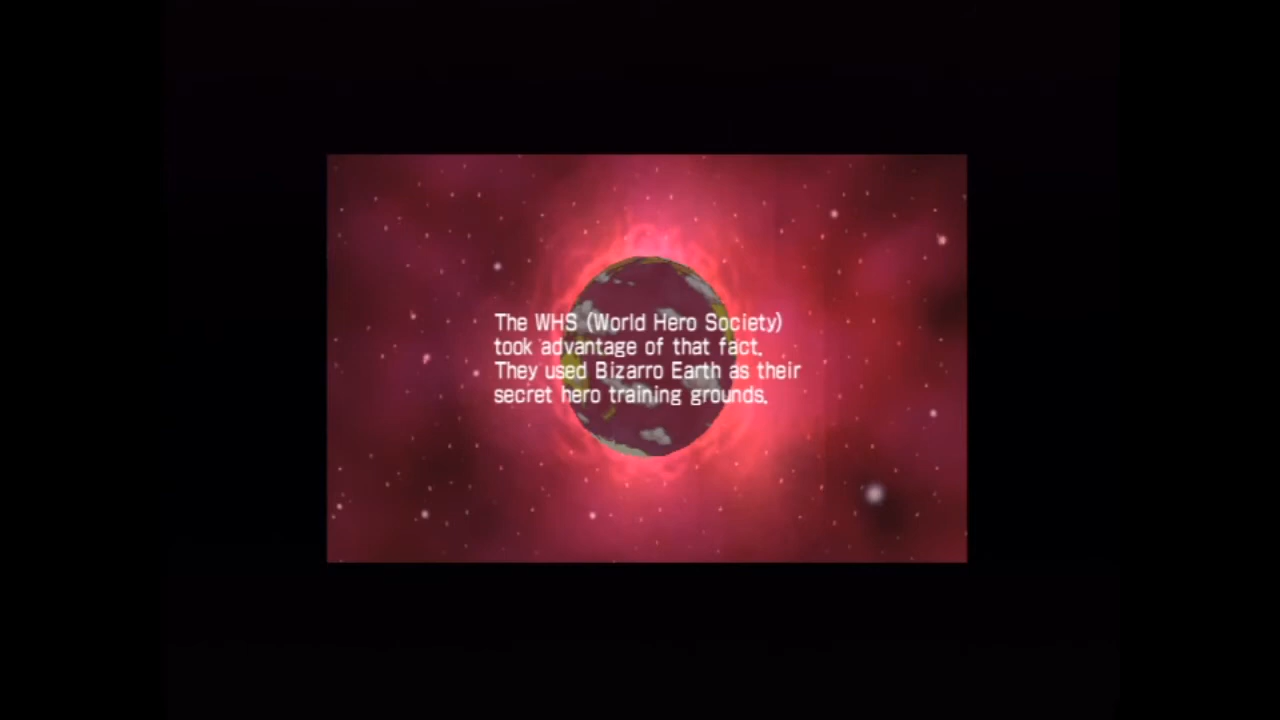 The WHS (World Hero Society)
took advantage of that fact.
They used Bizarro Earth as their
secret hero training grounds.